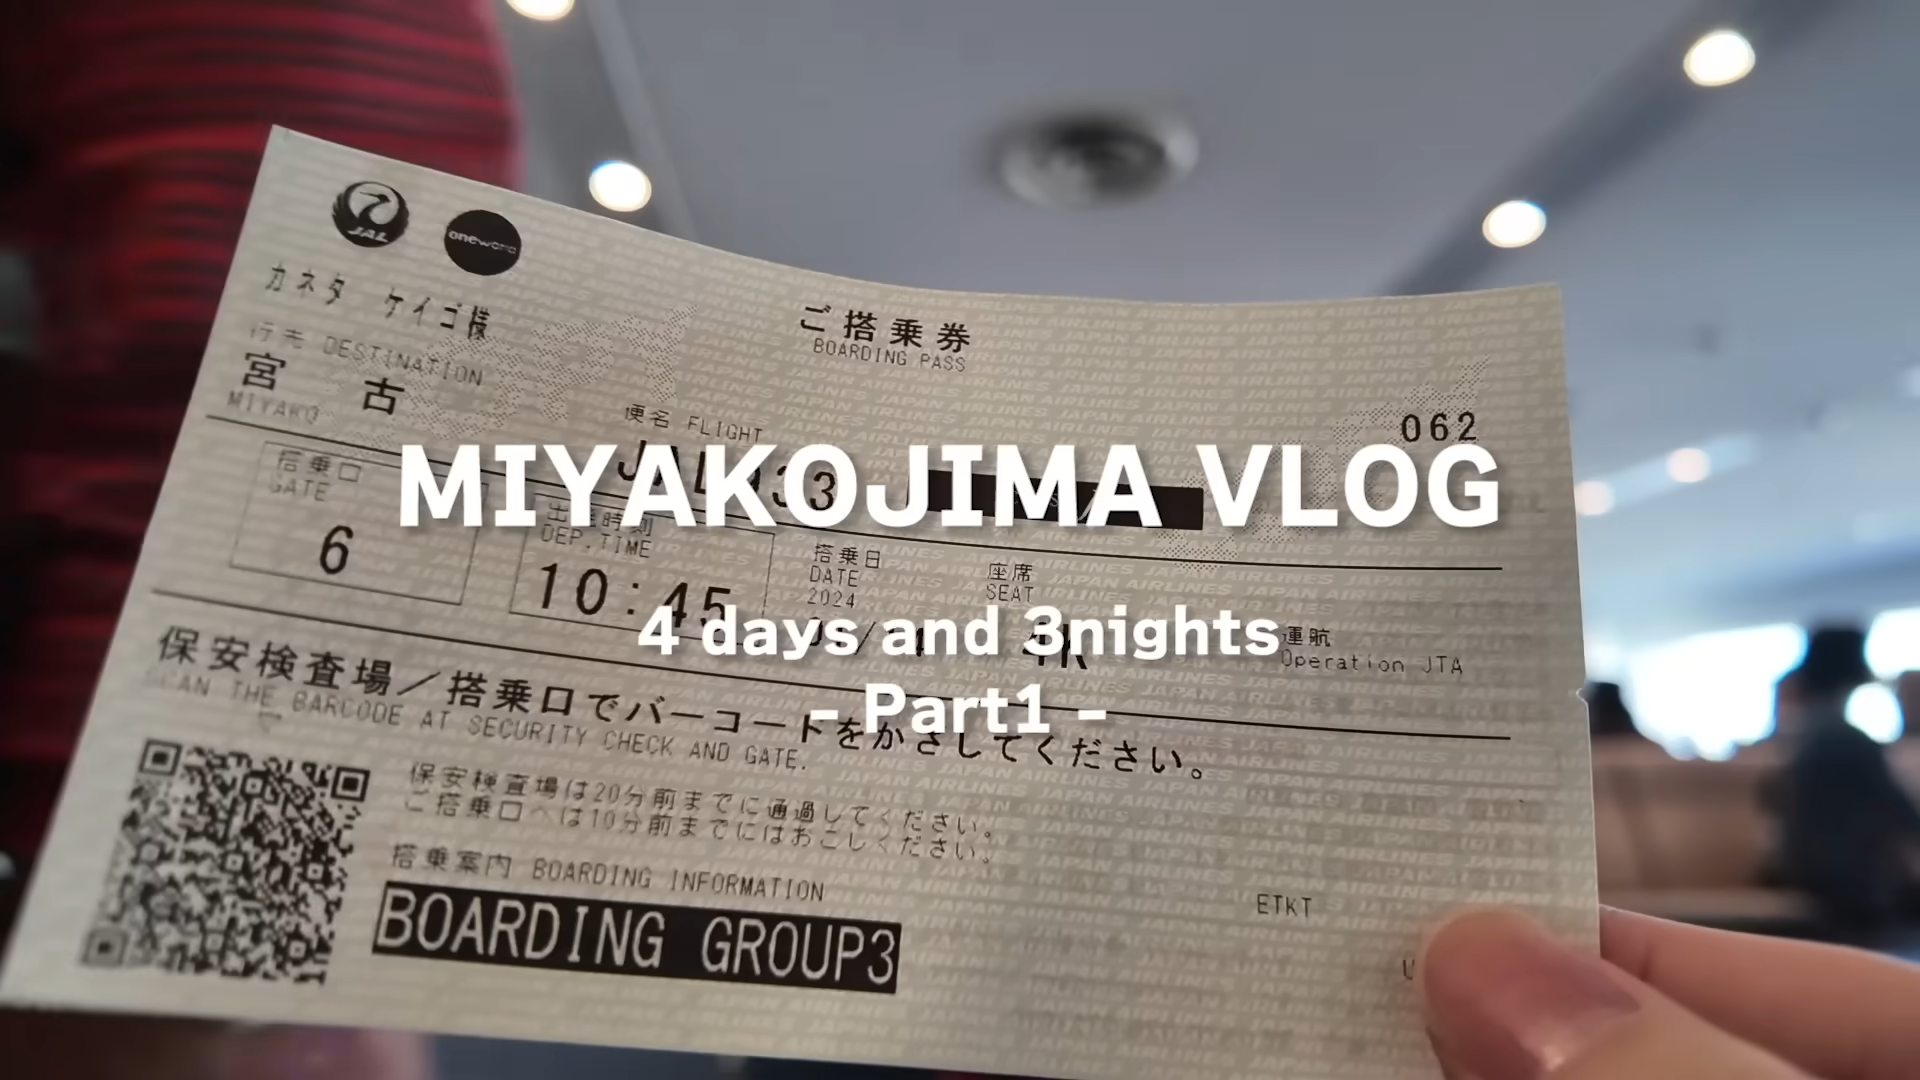 JAL
oneworld
カネタ ケイゴ様
ご搭乗券
BOARDING PASS
行先 DESTINATION
宮 古
MIYAKO
便名 FLIGHT
062
MIYAKOJIMA VLOG
搭乗口
GATE
6
DEP.TIME
10:45
搭乗日
DATE
2024
座席
SEAT
4 days and 3nights
運航
Operation JTA
- Part1 -
保安検査場/搭乗口でバーコードをかざしてください。
SCAN THE BARCODE AT SECURITY CHECK AND GATE.
保安検査場は20分前までに通過してください。
ご搭乗口へは10分前までにはおこしください。
搭乗案内 BOARDING INFORMATION
BOARDING GROUP3
ETKT
JAPAN AIRLINES